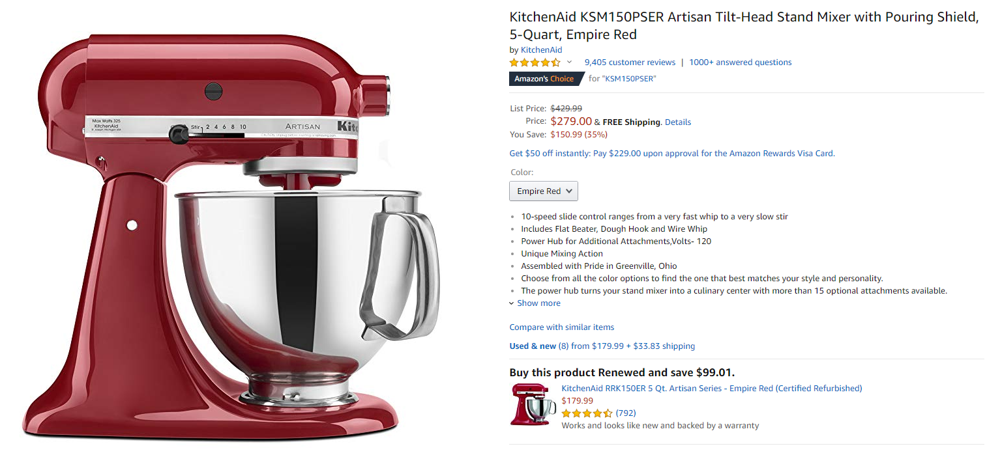 Max Watts 325
KitchenAid
St. Joseph, Michigan USA
Stir 2 4 6 8 10
ARTISAN
Kitc
KitchenAid KSM150PSER Artisan Tilt-Head Stand Mixer with Pouring Shield,
5-Quart, Empire Red
by KitchenAid
9,405 customer reviews | 1000+ answered questions
Amazon's Choice for "KSM150PSER"
List Price: $429.99
Price: $279.00 & FREE Shipping. Details
You Save: $150.99 (35%)
Get $50 off instantly: Pay $229.00 upon approval for the Amazon Rewards Visa Card.
Color:
Empire Red
• 10-speed slide control ranges from a very fast whip to a very slow stir
• Includes Flat Beater, Dough Hook and Wire Whip
• Power Hub for Additional Attachments,Volts- 120
• Unique Mixing Action
• Assembled with Pride in Greenville, Ohio
• Choose from all the color options to find the one that best matches your style and personality.
• The power hub turns your stand mixer into a culinary center with more than 15 optional attachments available.
Show more
Compare with similar items
Used & new (8) from $179.99 + $33.83 shipping
Buy this product Renewed and save $99.01.
KitchenAid RRK150ER 5 Qt. Artisan Series - Empire Red (Certified Refurbished)
$179.99
(792)
Works and looks like new and backed by a warranty